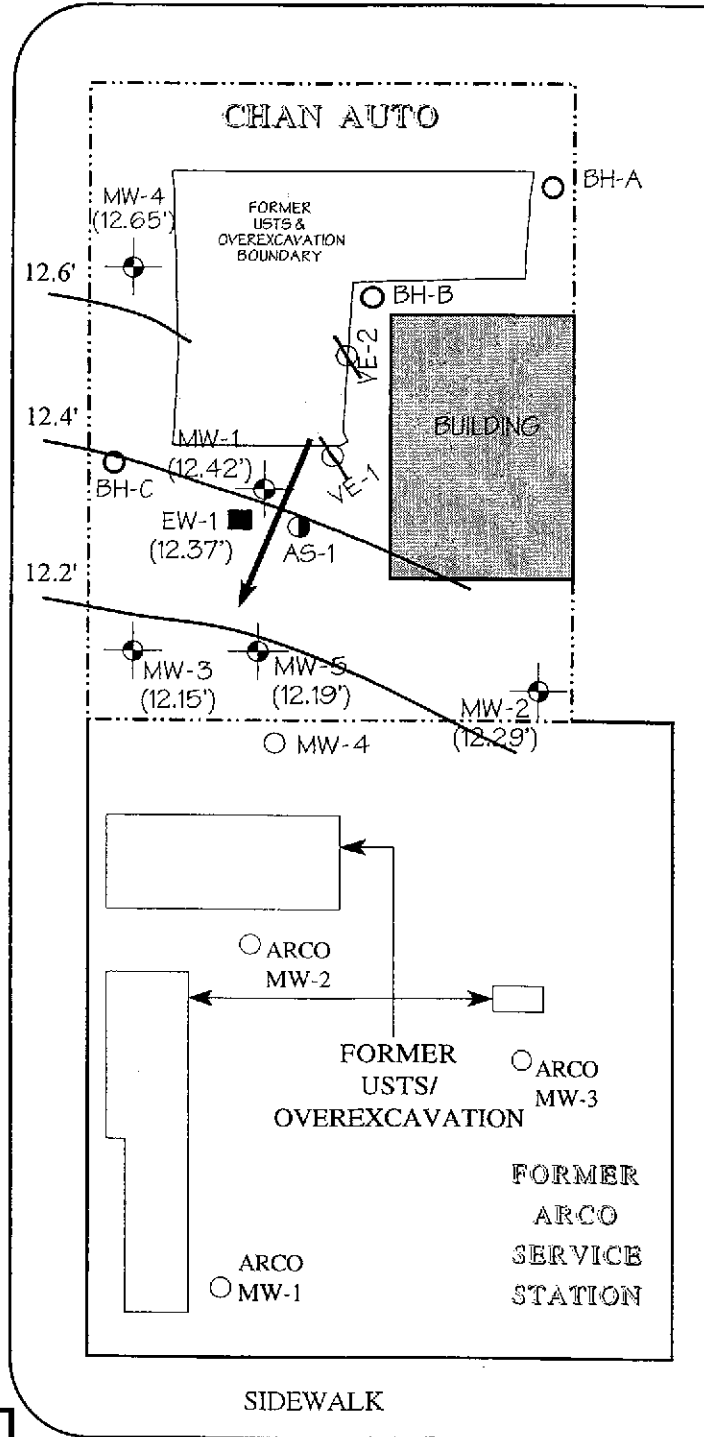 CHAN AUTO
BH-A
MW-4
(12.65')
FORMER
USTS &
OVEREXCAVATION
BOUNDARY
12.6'
BH-B
VE-2
12.4'
MW-1
(12.42')
BUILDING
VE-1
BH-C
EW-1
(12.37')
AS-1
12.2'
MW-3
(12.15')
MW-5
(12.19')
MW-2
(12.29')
MW-4
ARCO
MW-2
FORMER
USTS/
OVEREXCAVATION
ARCO
MW-3
FORMER
ARCO
SERVICE
STATION
ARCO
MW-1
SIDEWALK